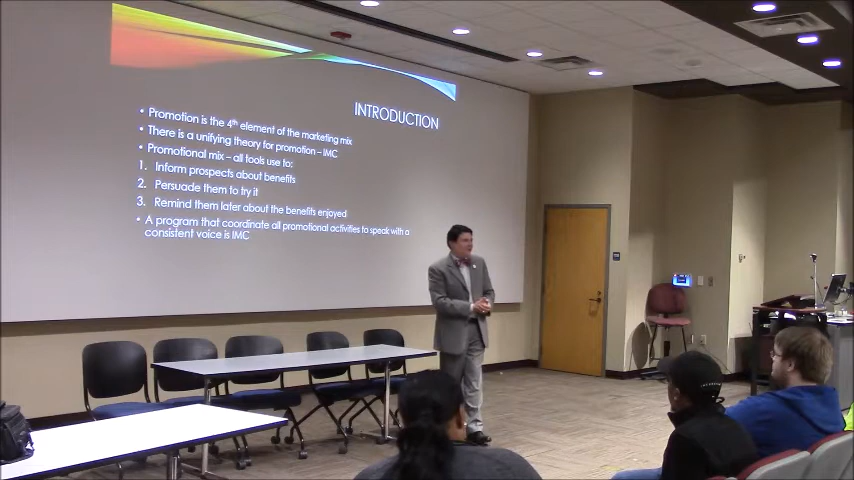 INTRODUCTION
• Promotion is the 4th element of the marketing mix
• There is a unifying theory for promotion – IMC
• Promotional mix – all tools use to:
1. Inform prospects about benefits
2. Persuade them to try it
3. Remind them later about the benefits enjoyed
• A program that coordinate all promotional activities to speak with a
consistent voice is IMC